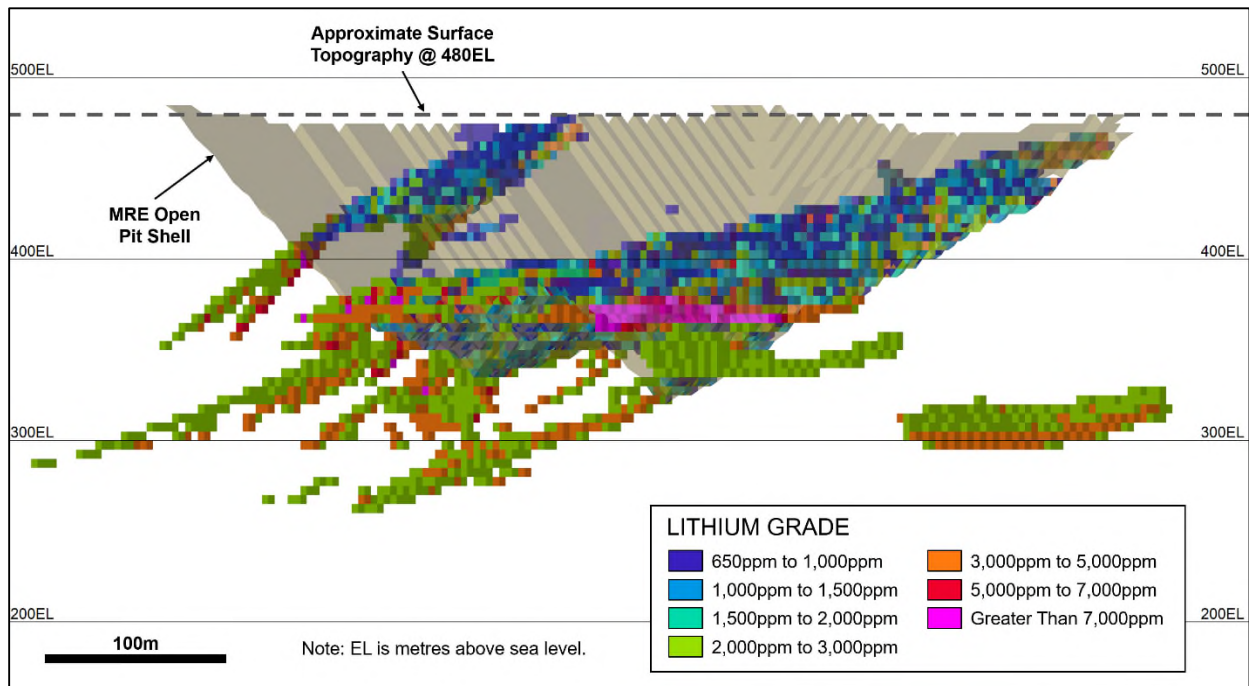 Approximate Surface
Topography @ 480EL
500EL
500EL
MRE Open
Pit Shell
400EL
400EL
300EL
300EL
200EL
200EL
100m
Note: EL is metres above sea level.
LITHIUM GRADE
650ppm to 1,000ppm
1,000ppm to 1,500ppm
1,500ppm to 2,000ppm
2,000ppm to 3,000ppm
3,000ppm to 5,000ppm
5,000ppm to 7,000ppm
Greater Than 7,000ppm